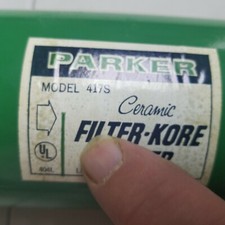 PARKER
MODEL 417S
Ceramic
FILTER-KORE
UL